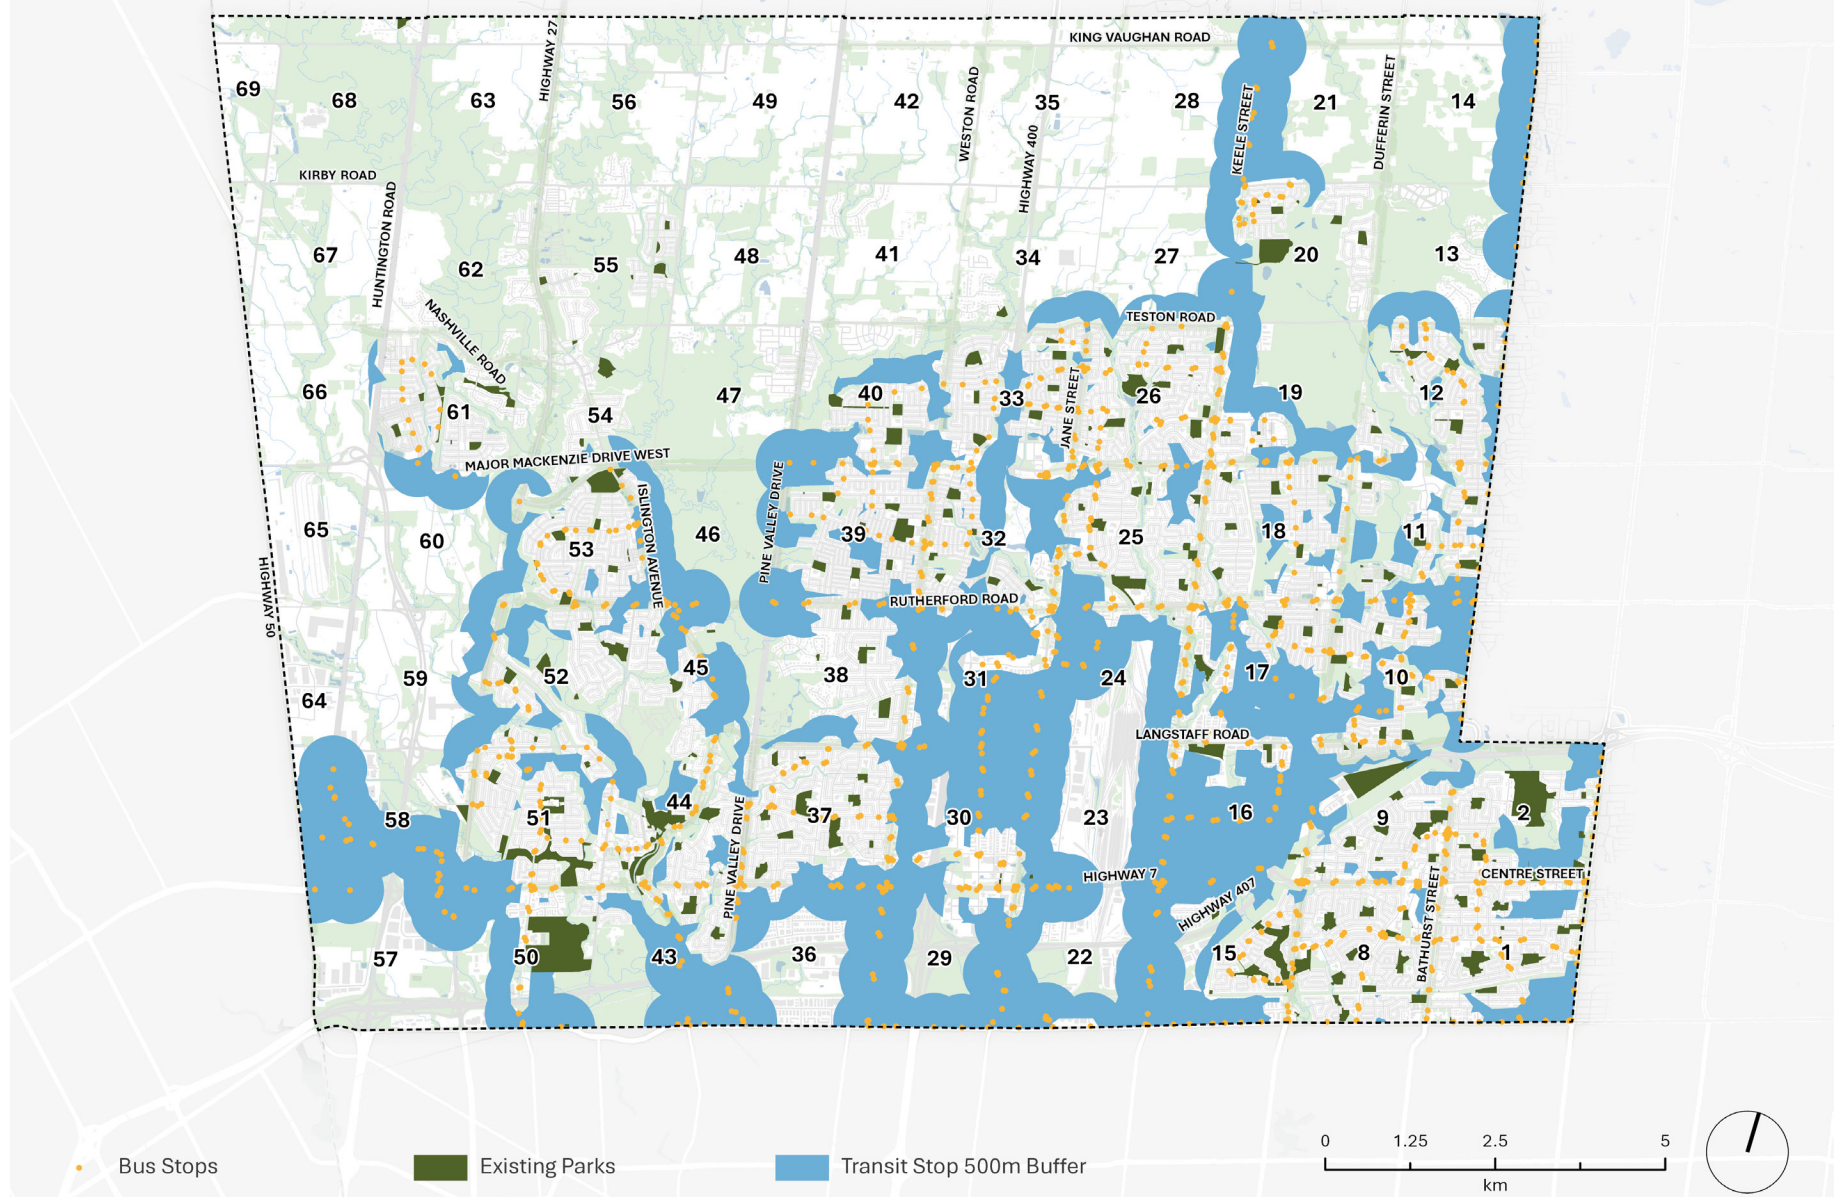 HIGHWAY 27
KING VAUGHAN ROAD
69
68
63
56
49
42
WESTON ROAD
35
28
KEELE STREET
21
DUFFERIN STREET
14
HIGHWAY 400
KIRBY ROAD
HUNTINGTON ROAD
67
62
55
48
41
34
27
20
13
NASHVILLE ROAD
TESTON ROAD
66
61
54
47
40
33
JANE STREET
26
19
12
MAJOR MACKENZIE DRIVE WEST
ISLINGTON AVENUE
PINE VALLEY DRIVE
65
60
53
46
39
32
25
18
11
HIGHWAY 50
RUTHERFORD ROAD
64
59
52
45
38
31
24
17
10
LANGSTAFF ROAD
58
51
44
PINE VALLEY DRIVE
37
30
23
16
9
2
HIGHWAY 7
HIGHWAY 407
BATHURST STREET
CENTRE STREET
57
50
43
36
29
22
15
8
1
Bus Stops
Existing Parks
Transit Stop 500m Buffer
0 1.25 2.5 5
km